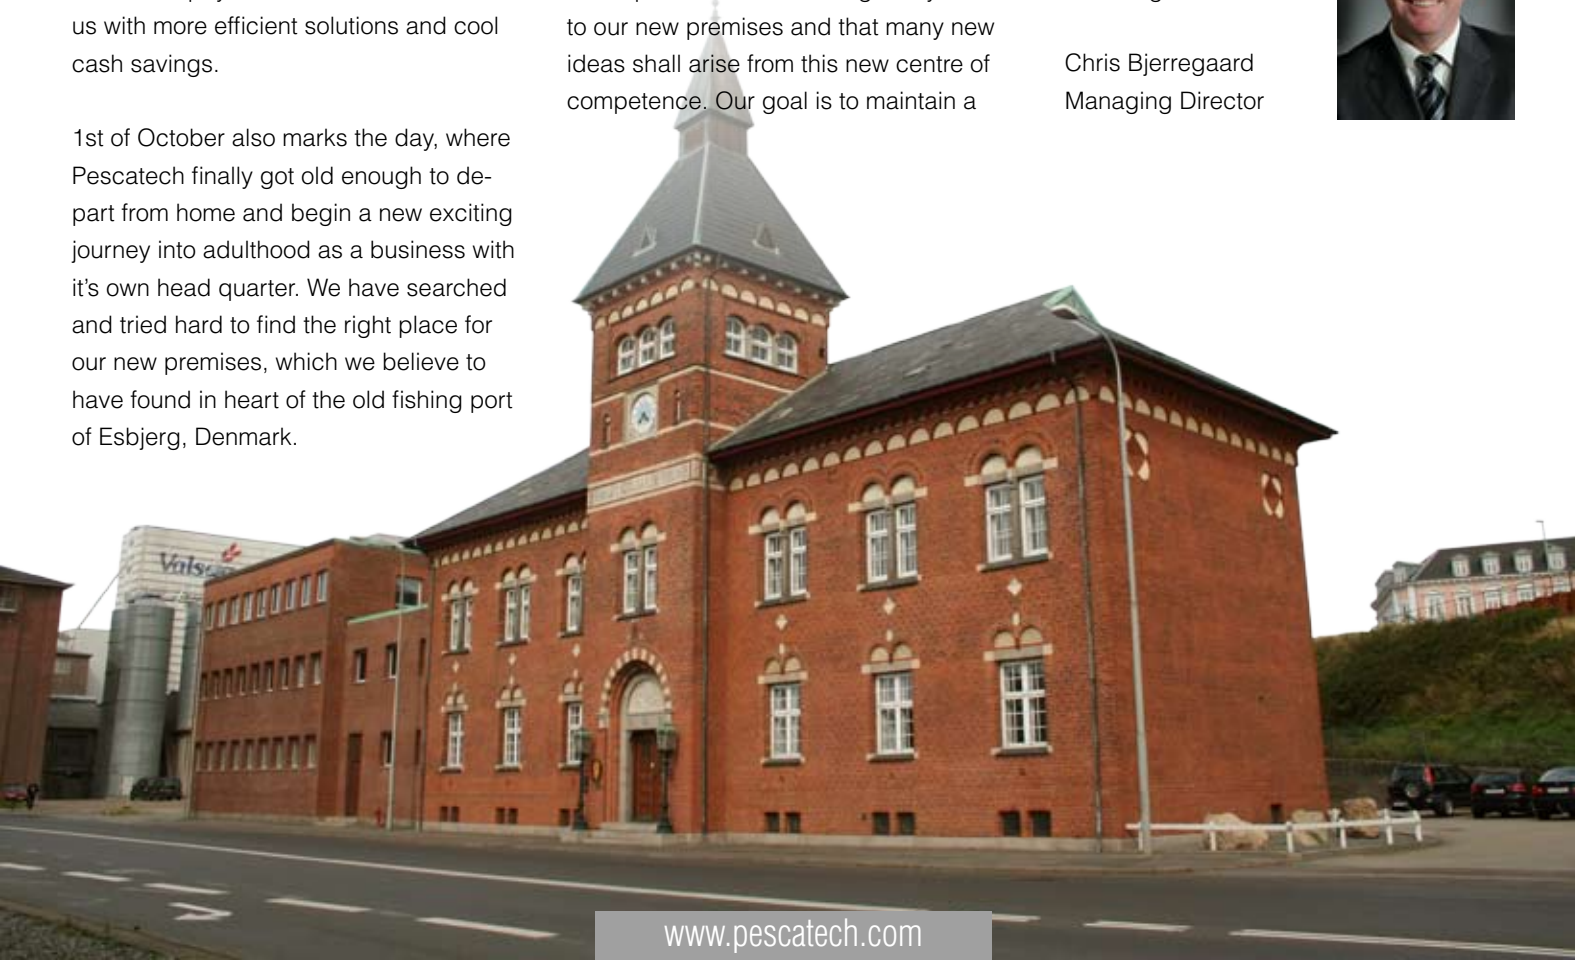 us with more efficient solutions and cool
cash savings.
1st of October also marks the day, where
Pescatech finally got old enough to de-
part from home and begin a new exciting
journey into adulthood as a business with
it's own head quarter. We have searched
and tried hard to find the right place for
our new premises, which we believe to
have found in heart of the old fishing port
of Esbjerg, Denmark.
to our new premises and that many new
ideas shall arise from this new centre of
competence. Our goal is to maintain a
Chris Bjerregaard
Managing Director
www.pescatech.com